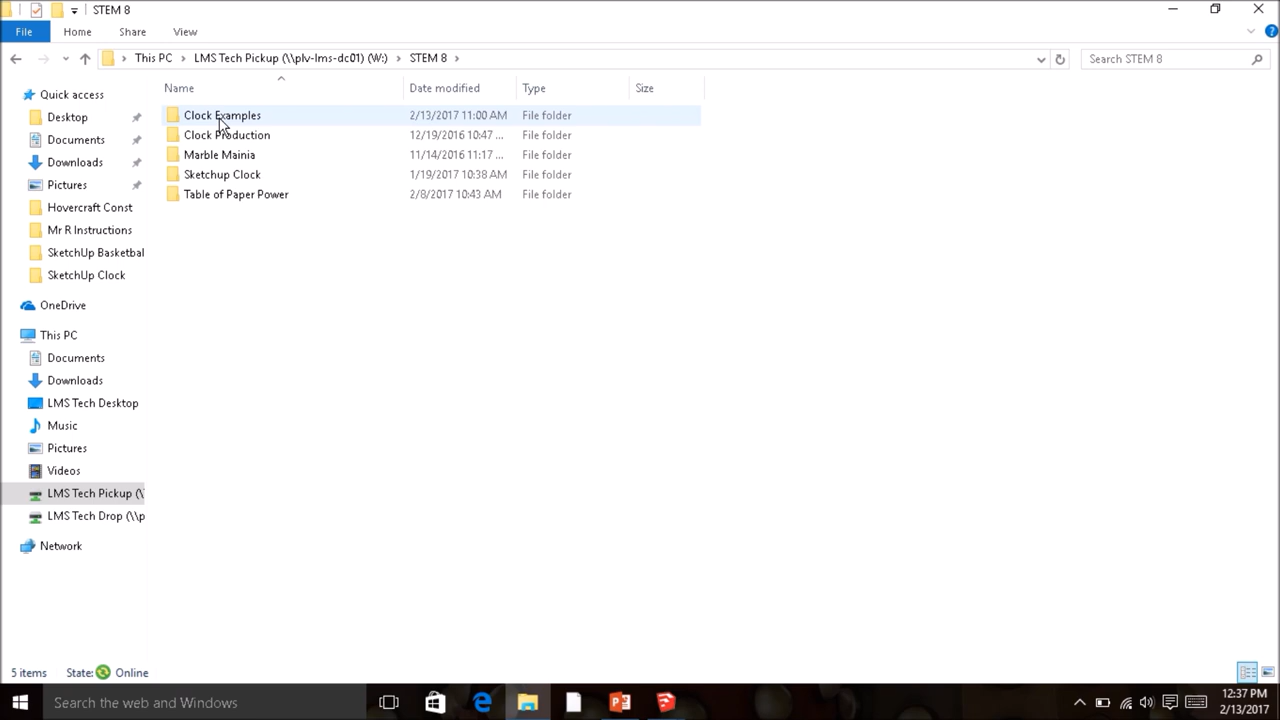 STEM 8
File Home Share View
This PC LMS Tech Pickup (\\plv-lms-dc01) (W:) STEM 8
Search STEM 8
Name Date modified Type Size
Clock Examples 2/13/2017 11:00 AM File folder
Clock Production 12/19/2016 10:47 ... File folder
Marble Mainia 11/14/2016 11:17 ... File folder
Sketchup Clock 1/19/2017 10:38 AM File folder
Table of Paper Power 2/8/2017 10:43 AM File folder
Quick access
Desktop
Documents
Downloads
Pictures
Hovercraft Const
Mr R Instructions
SketchUp Basketbal
SketchUp Clock
OneDrive
This PC
Documents
Downloads
LMS Tech Desktop
Music
Pictures
Videos
LMS Tech Pickup (\\
LMS Tech Drop (\\p
Network
5 items State: Online
Search the web and Windows
12:37 PM
2/13/2017